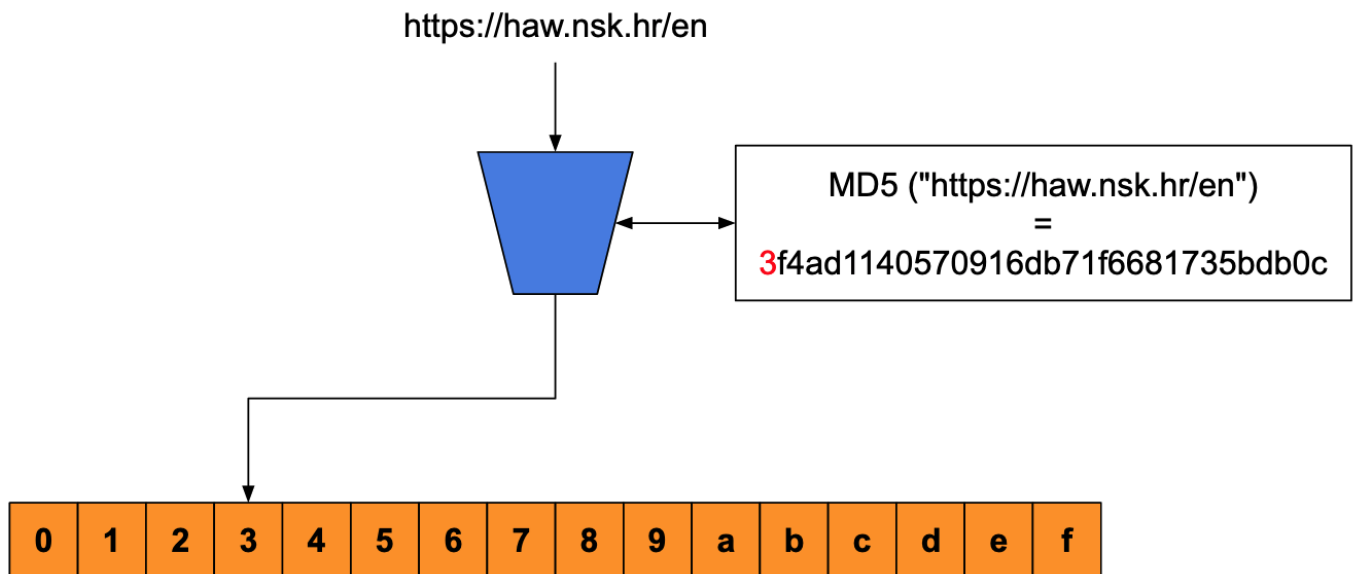 https://haw.nsk.hr/en
MD5 ("https://haw.nsk.hr/en")
=
3f4ad1140570916db71f6681735bdb0c
0 1 2 3 4 5 6 7 8 9 a b c d e f